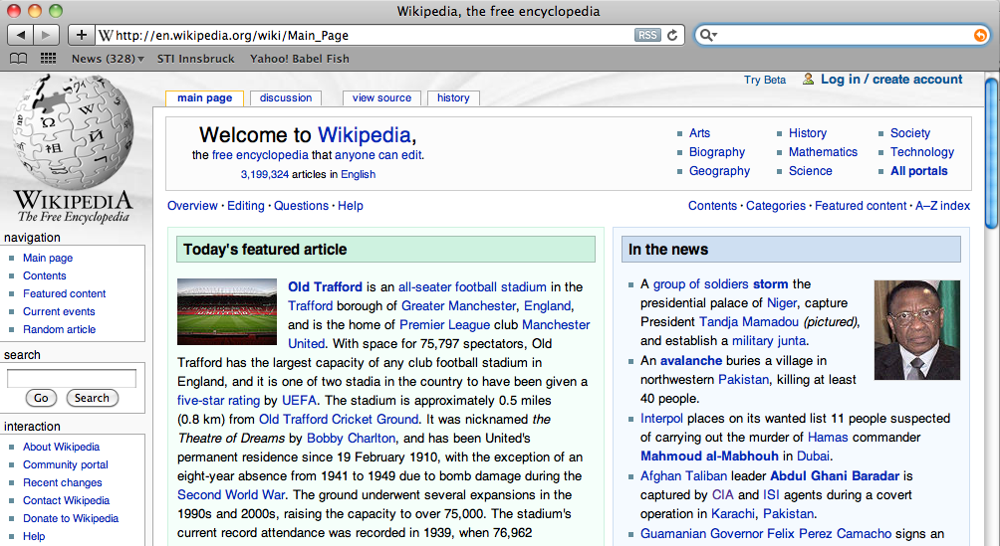 Wikipedia, the free encyclopedia
W http://en.wikipedia.org/wiki/Main_Page RSS
News (328) STI Innsbruck Yahoo! Babel Fish
Try Beta Log in / create account
main page discussion view source history
WIKIPEDIA
The Free Encyclopedia
navigation
Main page
Contents
Featured content
Current events
Random article
search
Go Search
interaction
About Wikipedia
Community portal
Recent changes
Contact Wikipedia
Donate to Wikipedia
Help
Welcome to Wikipedia,
the free encyclopedia that anyone can edit.
3,199,324 articles in English
Arts History Society
Biography Mathematics Technology
Geography Science All portals
Overview · Editing · Questions · Help
Contents · Categories · Featured content · A–Z index
Today's featured article
Old Trafford is an all-seater football stadium in the
Trafford borough of Greater Manchester, England,
and is the home of Premier League club Manchester
United. With space for 75,797 spectators, Old
Trafford has the largest capacity of any club football stadium in
England, and it is one of two stadia in the country to have been given a
five-star rating by UEFA. The stadium is approximately 0.5 miles
(0.8 km) from Old Trafford Cricket Ground. It was nicknamed the
Theatre of Dreams by Bobby Charlton, and has been United's
permanent residence since 19 February 1910, with the exception of an
eight-year absence from 1941 to 1949 due to bomb damage during the
Second World War. The ground underwent several expansions in the
1990s and 2000s, raising the capacity to over 75,000. The stadium's
current record attendance was recorded in 1939, when 76,962
In the news
A group of soldiers storm the
presidential palace of Niger, capture
President Tandja Mamadou (pictured),
and establish a military junta.
An avalanche buries a village in
northwestern Pakistan, killing at least
40 people.
Interpol places on its wanted list 11 people suspected
of carrying out the murder of Hamas commander
Mahmoud al-Mabhouh in Dubai.
Afghan Taliban leader Abdul Ghani Baradar is
captured by CIA and ISI agents during a covert
operation in Karachi, Pakistan.
Guamanian Governor Felix Perez Camacho signs an